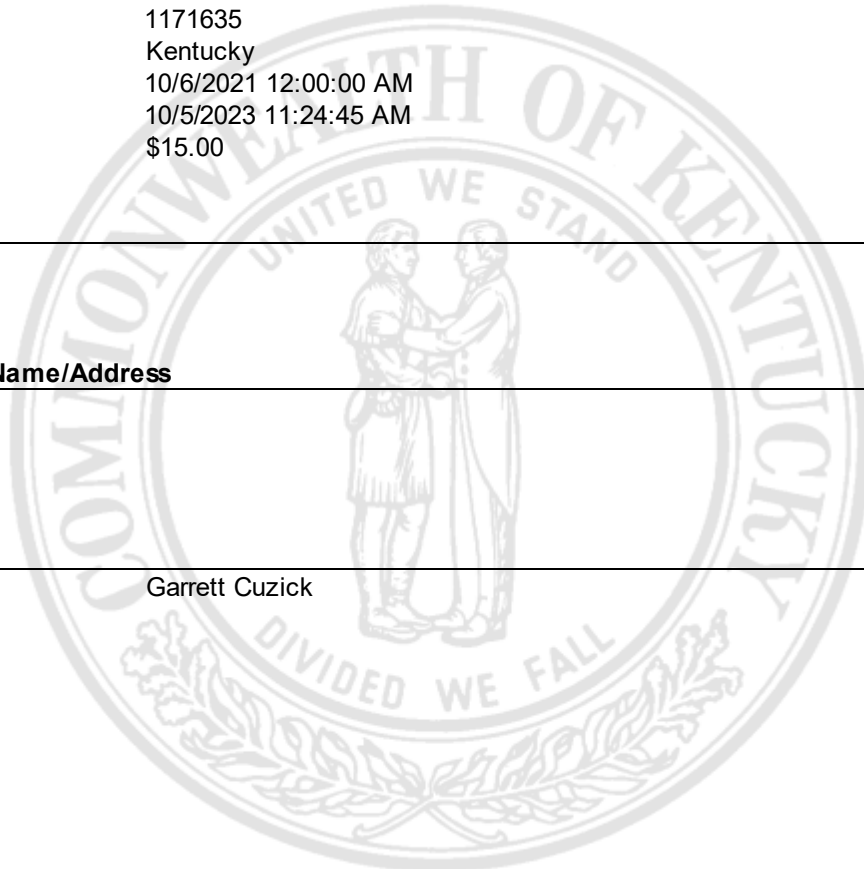 1171635
Kentucky
10/6/2021 12:00:00 AM
10/5/2023 11:24:45 AM
$15.00
COMMONWEALTH OF KENTUCKY
UNITED WE STAND
Name/Address
Garrett Cuzick
DIVIDED WE FALL